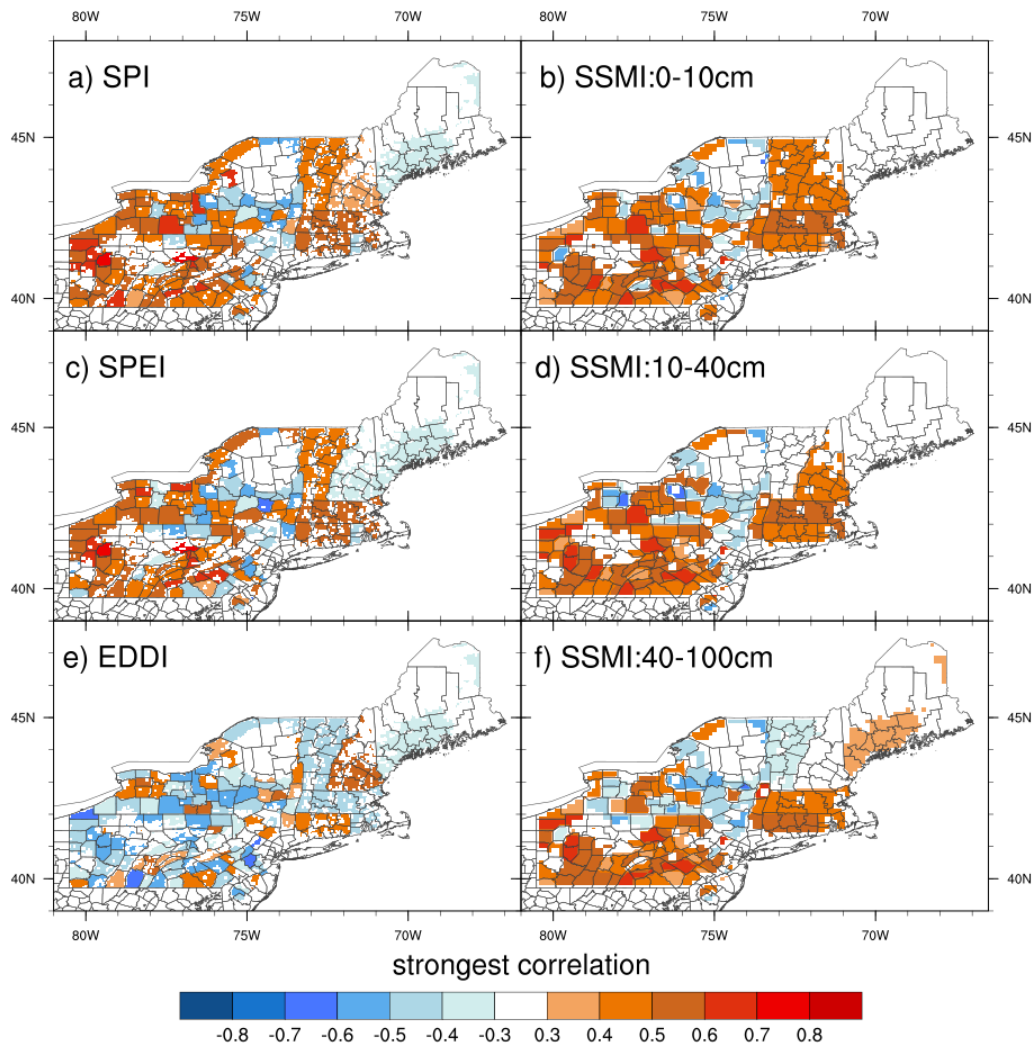 80W 75W 70W 80W 75W 70W
a) SPI b) SSMI:0-10cm
45N 45N
40N 40N
c) SPEI d) SSMI:10-40cm
45N 45N
40N 40N
e) EDDI f) SSMI:40-100cm
45N 45N
40N 40N
80W 75W 70W 80W 75W 70W
strongest correlation
-0.8 -0.7 -0.6 -0.5 -0.4 -0.3 0.3 0.4 0.5 0.6 0.7 0.8